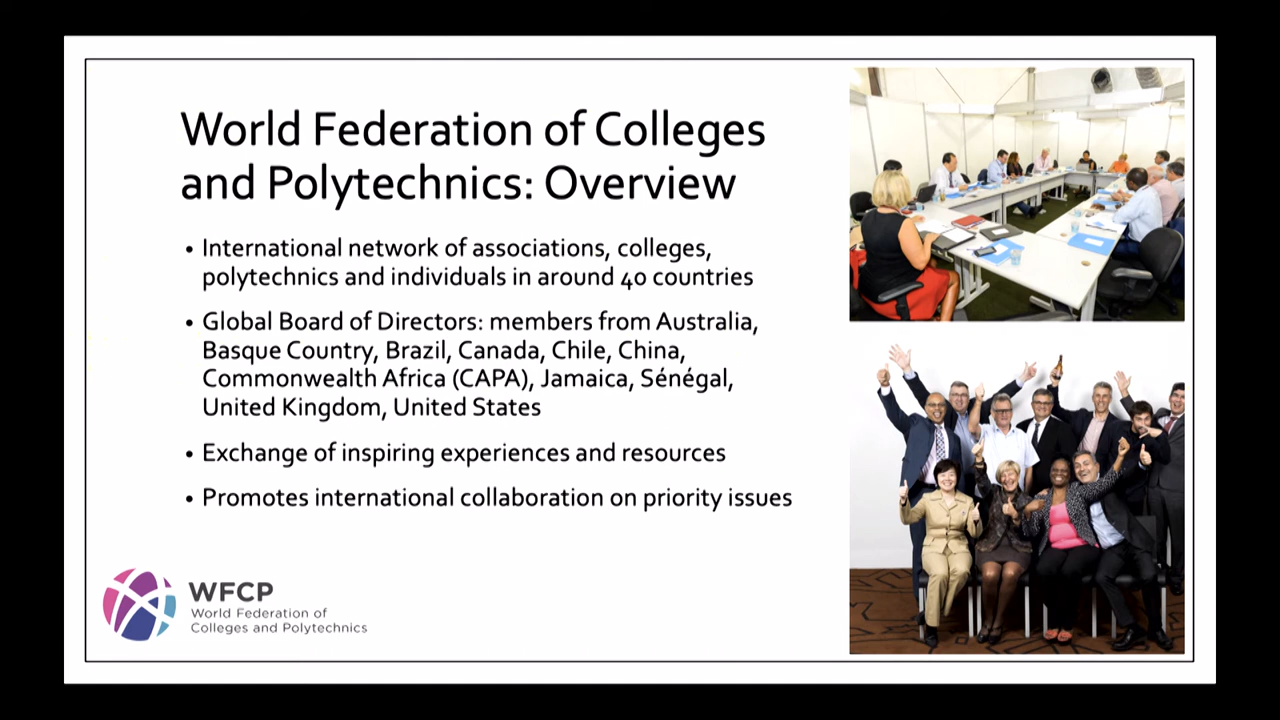 World Federation of Colleges
and Polytechnics: Overview
• International network of associations, colleges,
polytechnics and individuals in around 40 countries
• Global Board of Directors: members from Australia,
Basque Country, Brazil, Canada, Chile, China,
Commonwealth Africa (CAPA), Jamaica, Sénégal,
United Kingdom, United States
• Exchange of inspiring experiences and resources
• Promotes international collaboration on priority issues
WFCP
World Federation of
Colleges and Polytechnics